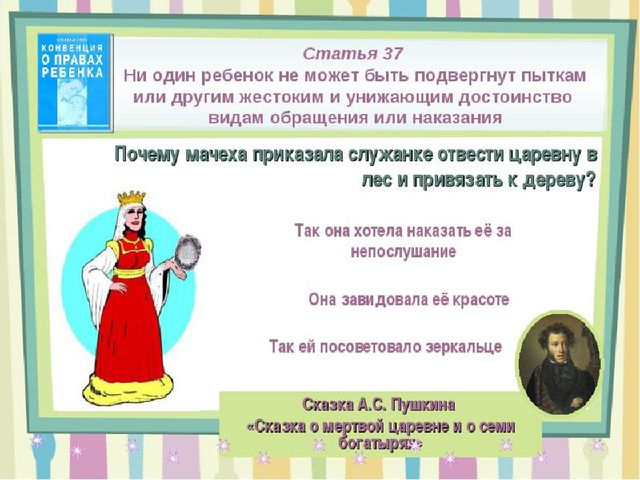 КОНВЕНЦИЯ
О ПРАВАХ
РЕБЕНКА
Статья 37
Ни один ребенок не может быть подвергнут пыткам
или другим жестоким и унижающим достоинство
видам обращения или наказания
Почему мачеха приказала служанке отвести царевну в
лес и привязать к дереву?
Так она хотела наказать её за
непослушание
Она завидовала её красоте
Так ей посоветовало зеркальце
Сказка А.С. Пушкина
«Сказка о мертвой царевне и о семи
богатырях»